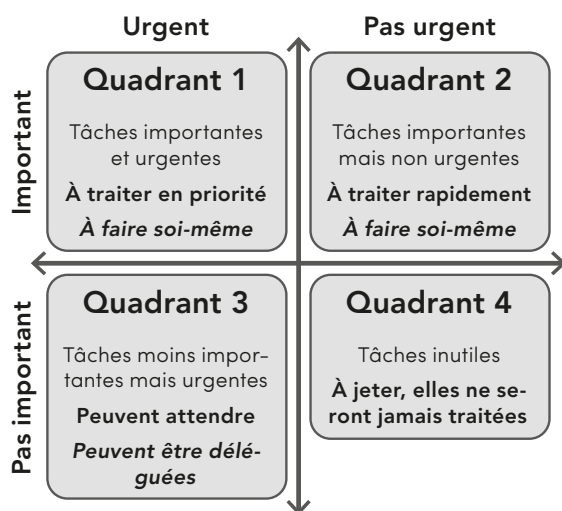 Urgent
Pas urgent
Important
Quadrant 1
Tâches importantes
et urgentes
À traiter en priorité
À faire soi-même
Quadrant 2
Tâches importantes
mais non urgentes
À traiter rapidement
À faire soi-même
Pas important
Quadrant 3
Tâches moins impor-
tantes mais urgentes
Peuvent attendre
Peuvent être délé-
guées
Quadrant 4
Tâches inutiles
À jeter, elles ne se-
ront jamais traitées